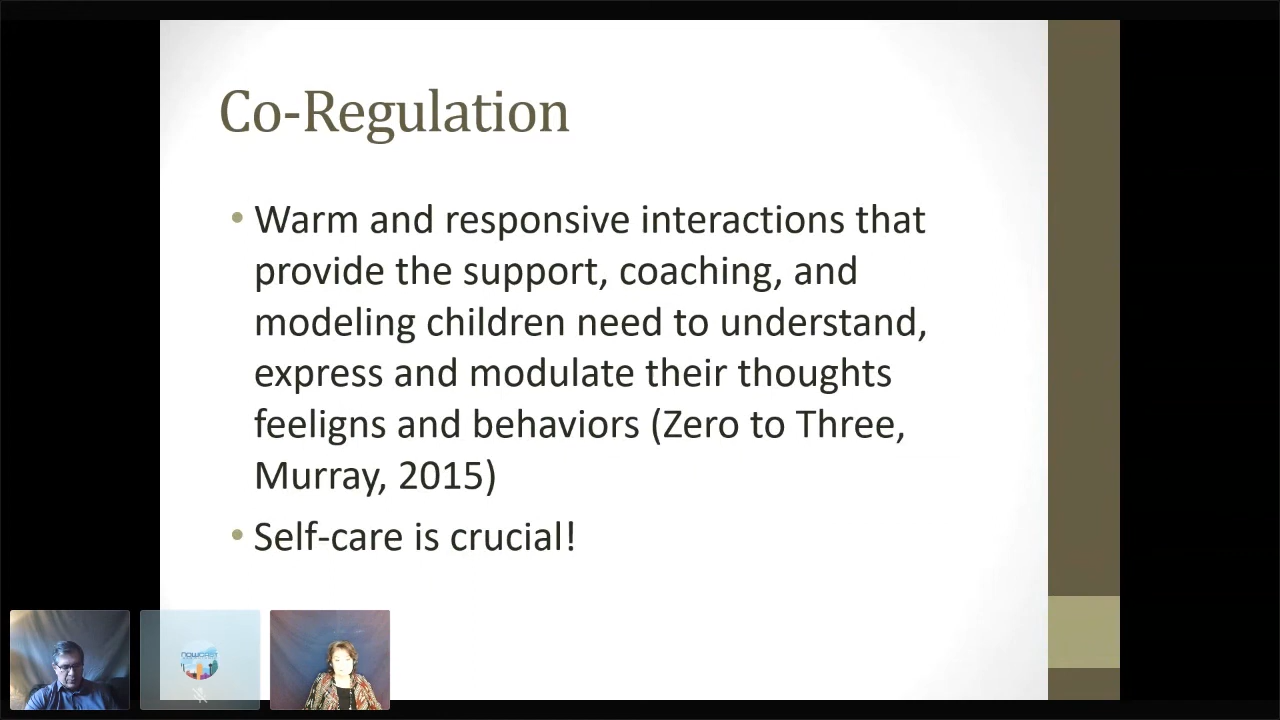 Co-Regulation
• Warm and responsive interactions that
provide the support, coaching, and
modeling children need to understand,
express and modulate their thoughts
feeligns and behaviors (Zero to Three,
Murray, 2015)
• Self-care is crucial!
NOWCAST